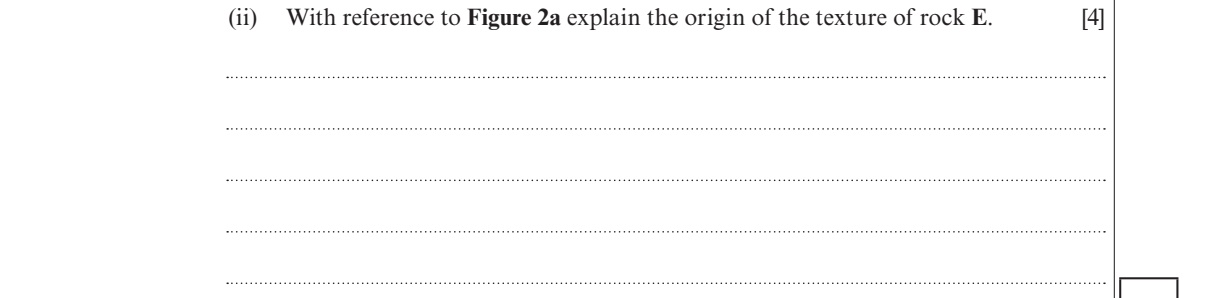 (ii) With reference to Figure 2a explain the origin of the texture of rock E. [4]